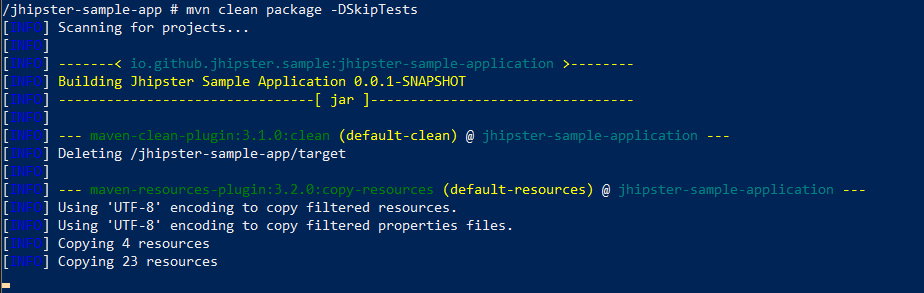 /jhipster-sample-app # mvn clean package -DSkipTests
[INFO] Scanning for projects...
[INFO]
[INFO] -------< io.github.jhipster.sample:jhipster-sample-application >--------
[INFO] Building Jhipster Sample Application 0.0.1-SNAPSHOT
[INFO] --------------------------------[ jar ]---------------------------------
[INFO]
[INFO] --- maven-clean-plugin:3.1.0:clean (default-clean) @ jhipster-sample-application ---
[INFO] Deleting /jhipster-sample-app/target
[INFO]
[INFO] --- maven-resources-plugin:3.2.0:copy-resources (default-resources) @ jhipster-sample-application ---
[INFO] Using 'UTF-8' encoding to copy filtered resources.
[INFO] Using 'UTF-8' encoding to copy filtered properties files.
[INFO] Copying 4 resources
[INFO] Copying 23 resources